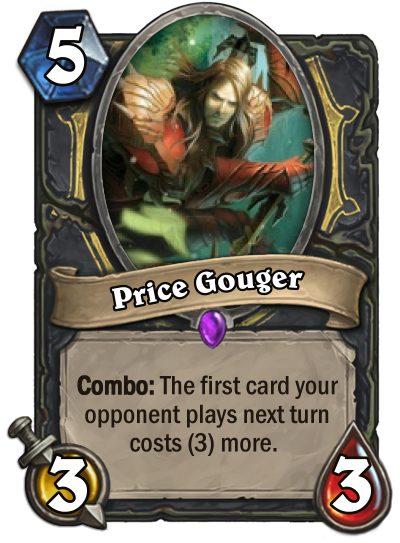 5
Price Gouger
Combo: The first card your
opponent plays next turn
costs (3) more.
3 3